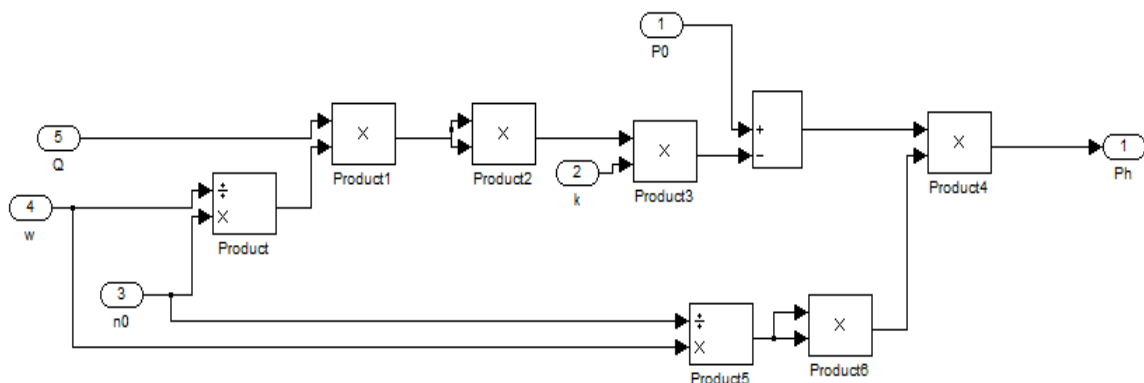 1
P0
5
Q
×
Product1
×
Product2
+
−
×
Product4
1
Ph
2
k
×
Product3
4
w
÷
×
Product
3
n0
÷
×
Product5
×
Product6